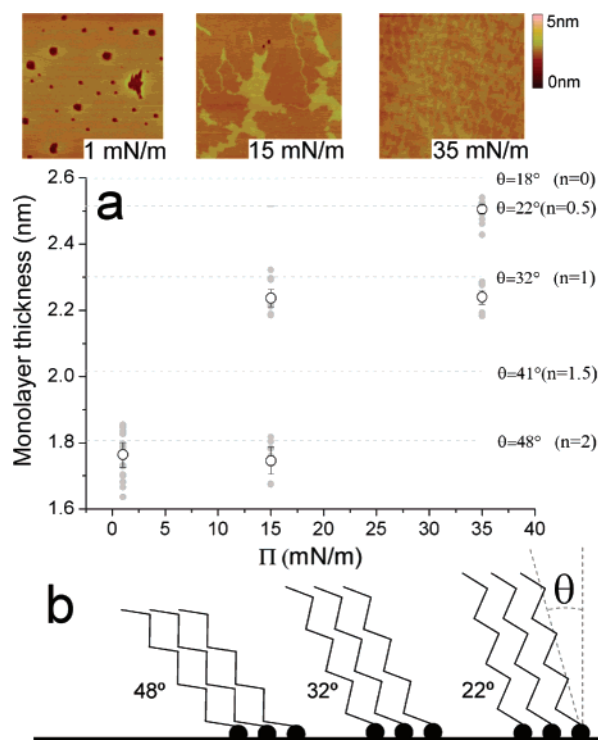 5nm
0nm
1 mN/m
15 mN/m
35 mN/m
a
Monolayer thickness (nm)
2.6
2.4
2.2
2.0
1.8
1.6
θ=18° (n=0)
θ=22°(n=0.5)
θ=32° (n=1)
θ=41°(n=1.5)
θ=48° (n=2)
0 5 10 15 20 25 30 35 40
Π (mN/m)
b
θ
48º
32º
22º